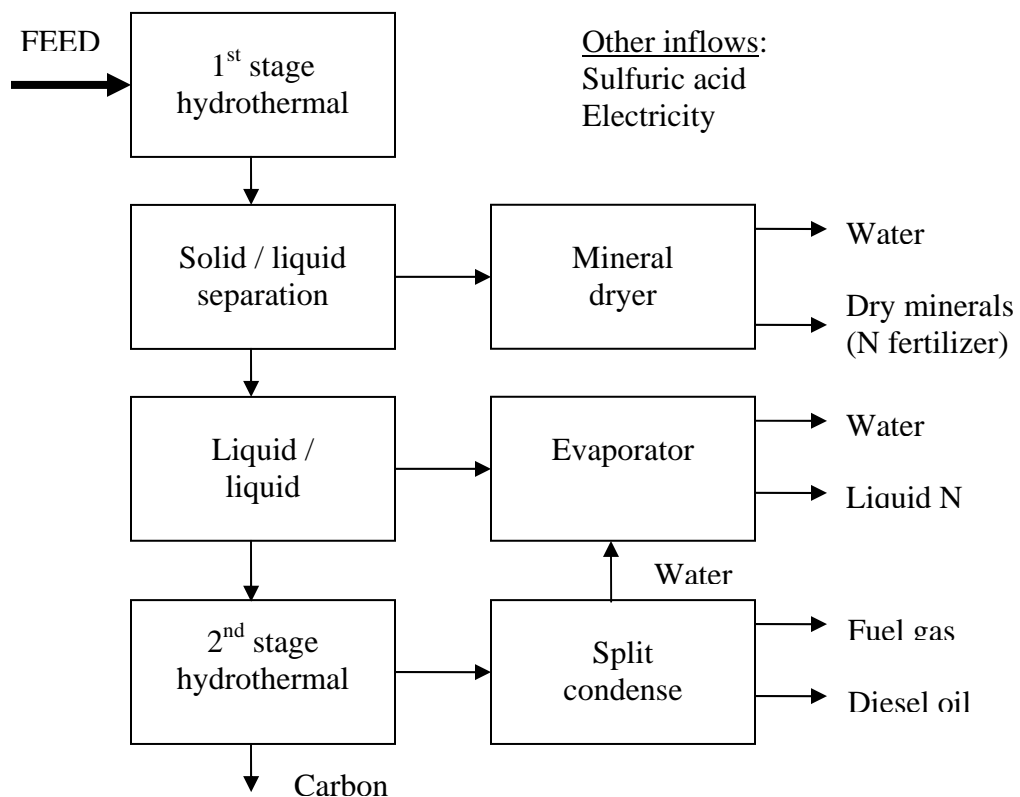 FEED
1st stage
hydrothermal
Other inflows:
Sulfuric acid
Electricity
Solid / liquid
separation
Mineral
dryer
Water
Dry minerals
(N fertilizer)
Liquid /
liquid
Evaporator
Water
Liquid N
Water
2nd stage
hydrothermal
Split
condense
Fuel gas
Diesel oil
Carbon